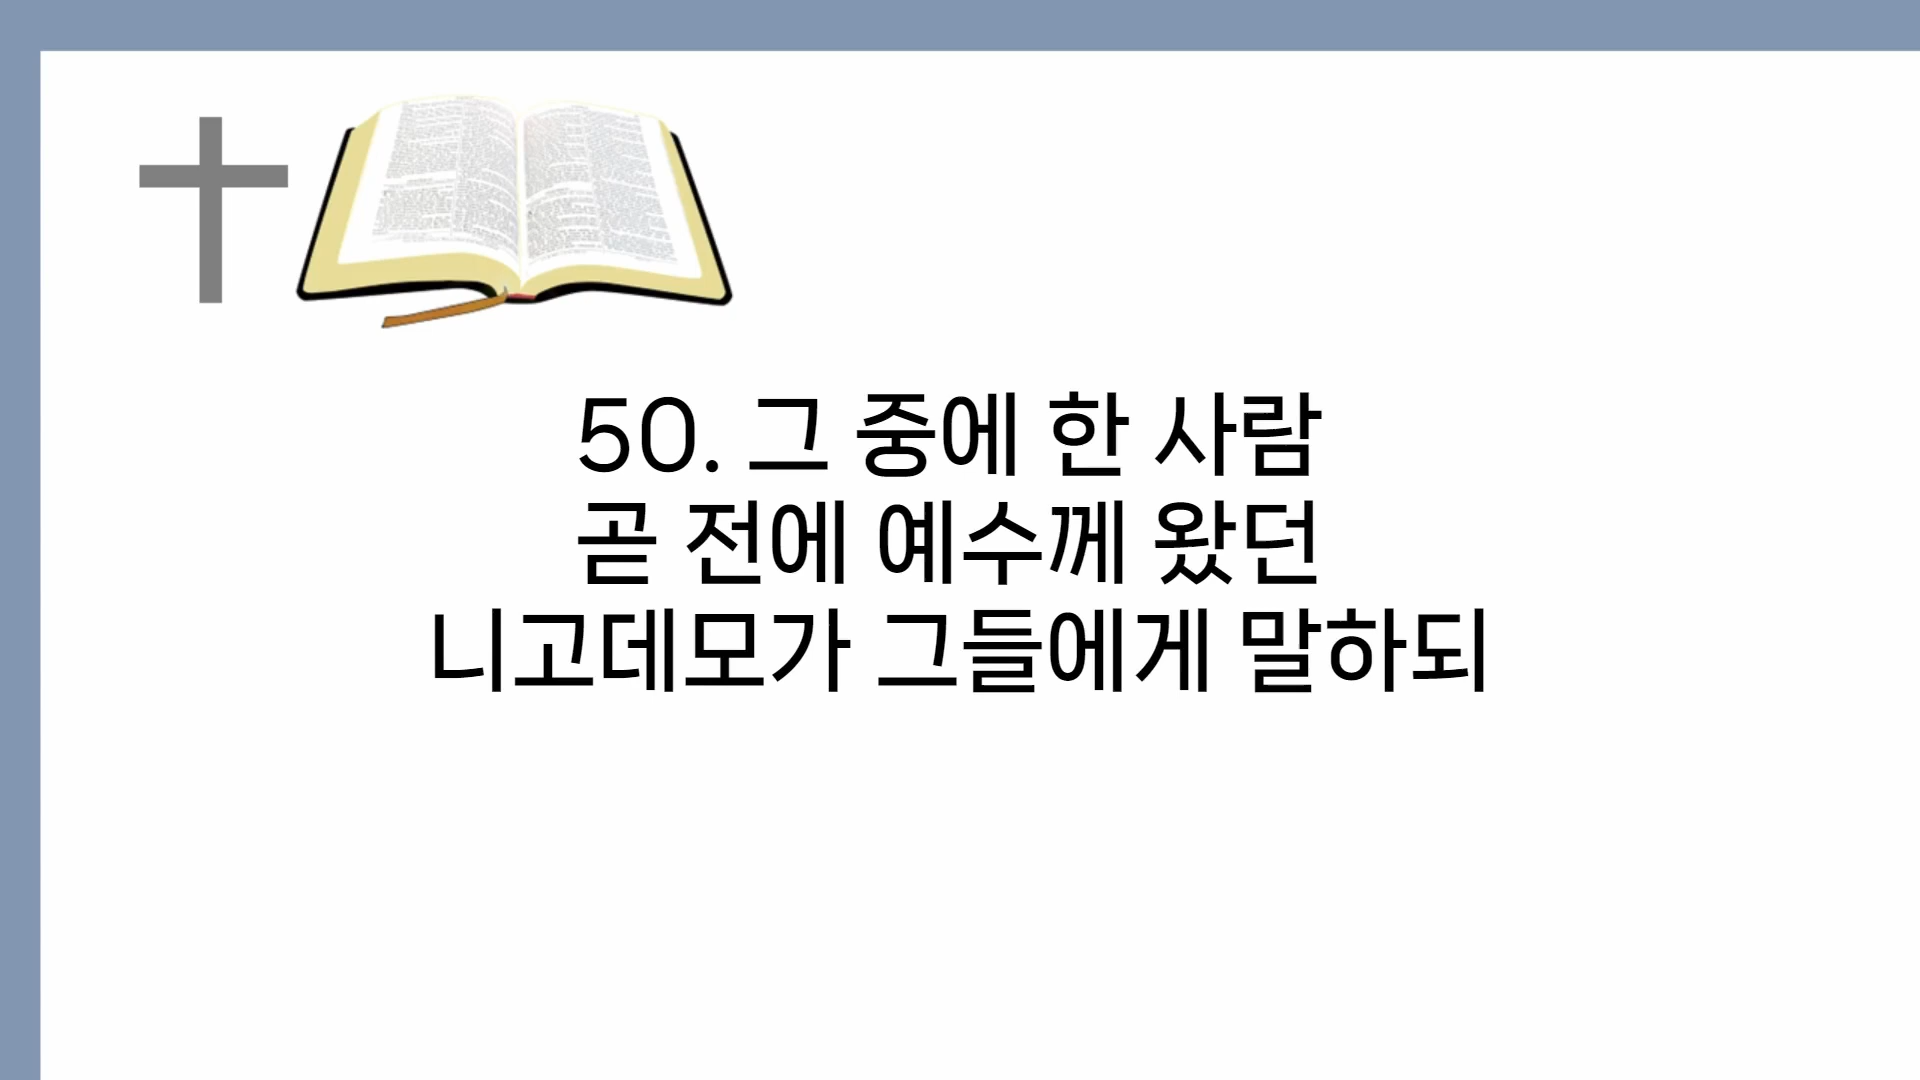 50. 그 중에 한 사람
곧 전에 예수께 왔던
니고데모가 그들에게 말하되